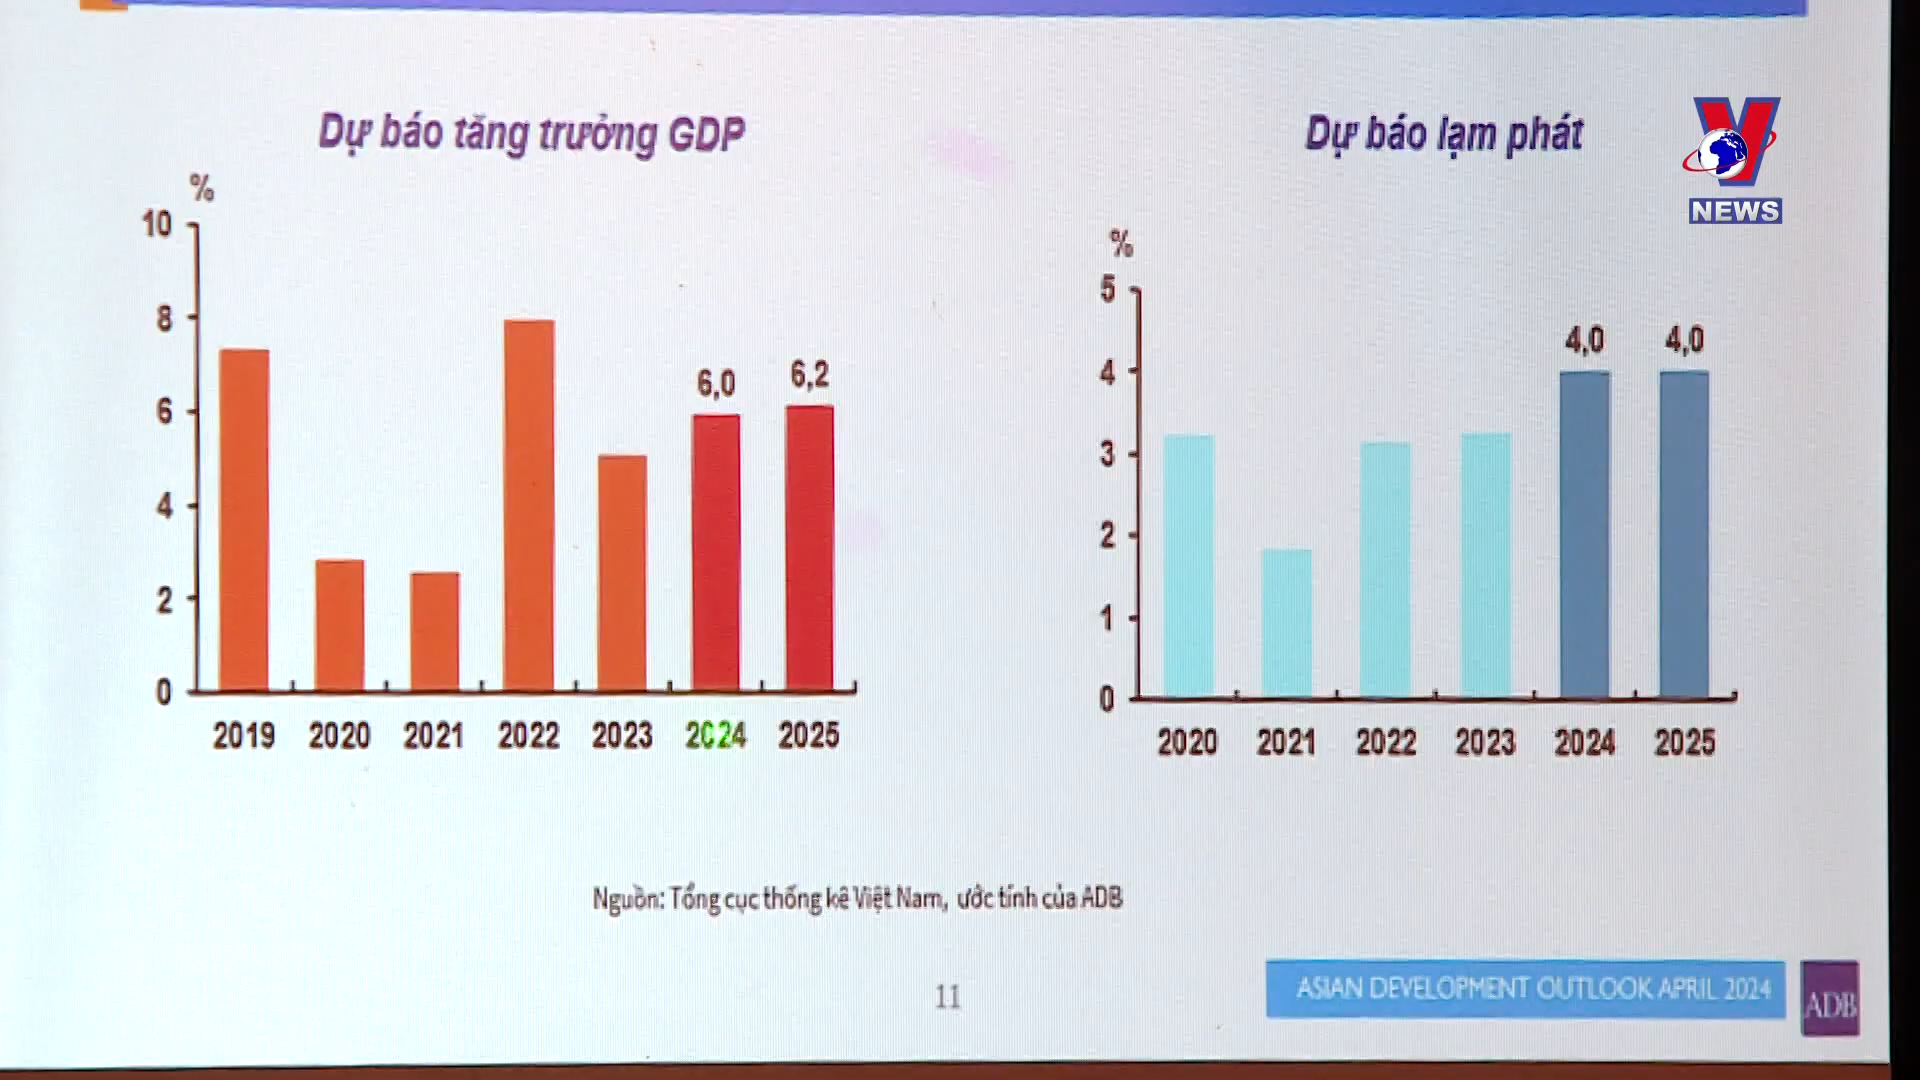 Dự báo tăng trưởng GDP
%
10
8
6
4
2
0
6,0
6,2
2019 2020 2021 2022 2023 2024 2025
Dự báo lạm phát
%
5
4
3
2
1
0
4,0
4,0
2020 2021 2022 2023 2024 2025
V
NEWS
Nguồn: Tổng cục thống kê Việt Nam, ước tính của ADB
11
ASIAN DEVELOPMENT OUTLOOK APRIL 2024
ADB